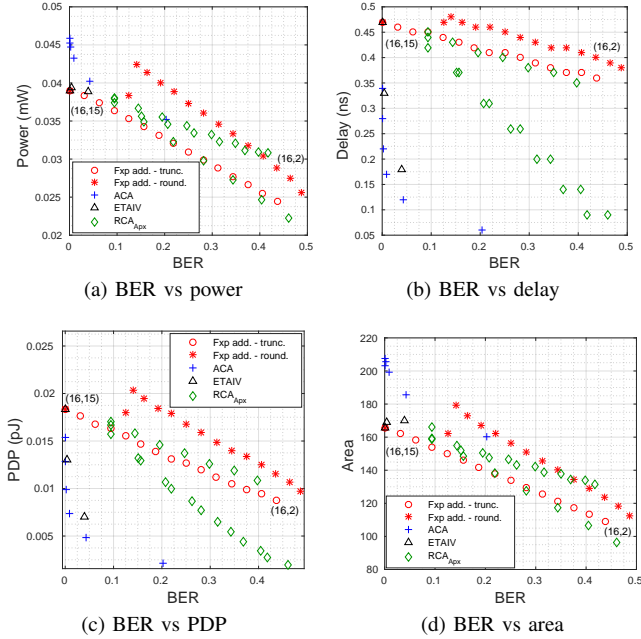 0.05
0.045
0.04
0.035
0.03
0.025
0.02
Power (mW)
(16,15)
(16,2)
Fxp add. - trunc.
Fxp add. - round.
ACA
ETAIV
RCA_Apx
0 0.1 0.2 0.3 0.4 0.5
BER
(a) BER vs power
0.5
0.45
0.4
0.35
0.3
0.25
0.2
0.15
0.1
0.05
Delay (ns)
(16,15)
(16,2)
0 0.1 0.2 0.3 0.4 0.5
BER
(b) BER vs delay
0.025
0.02
0.015
0.01
0.005
PDP (pJ)
Fxp add. - trunc.
Fxp add. - round.
ACA
ETAIV
RCA_Apx
(16,15)
(16,2)
0 0.1 0.2 0.3 0.4 0.5
BER
(c) BER vs PDP
220
200
180
160
140
120
100
80
Area
(16,15)
(16,2)
Fxp add. - trunc.
Fxp add. - round.
ACA
ETAIV
RCA_Apx
0 0.1 0.2 0.3 0.4 0.5
BER
(d) BER vs area